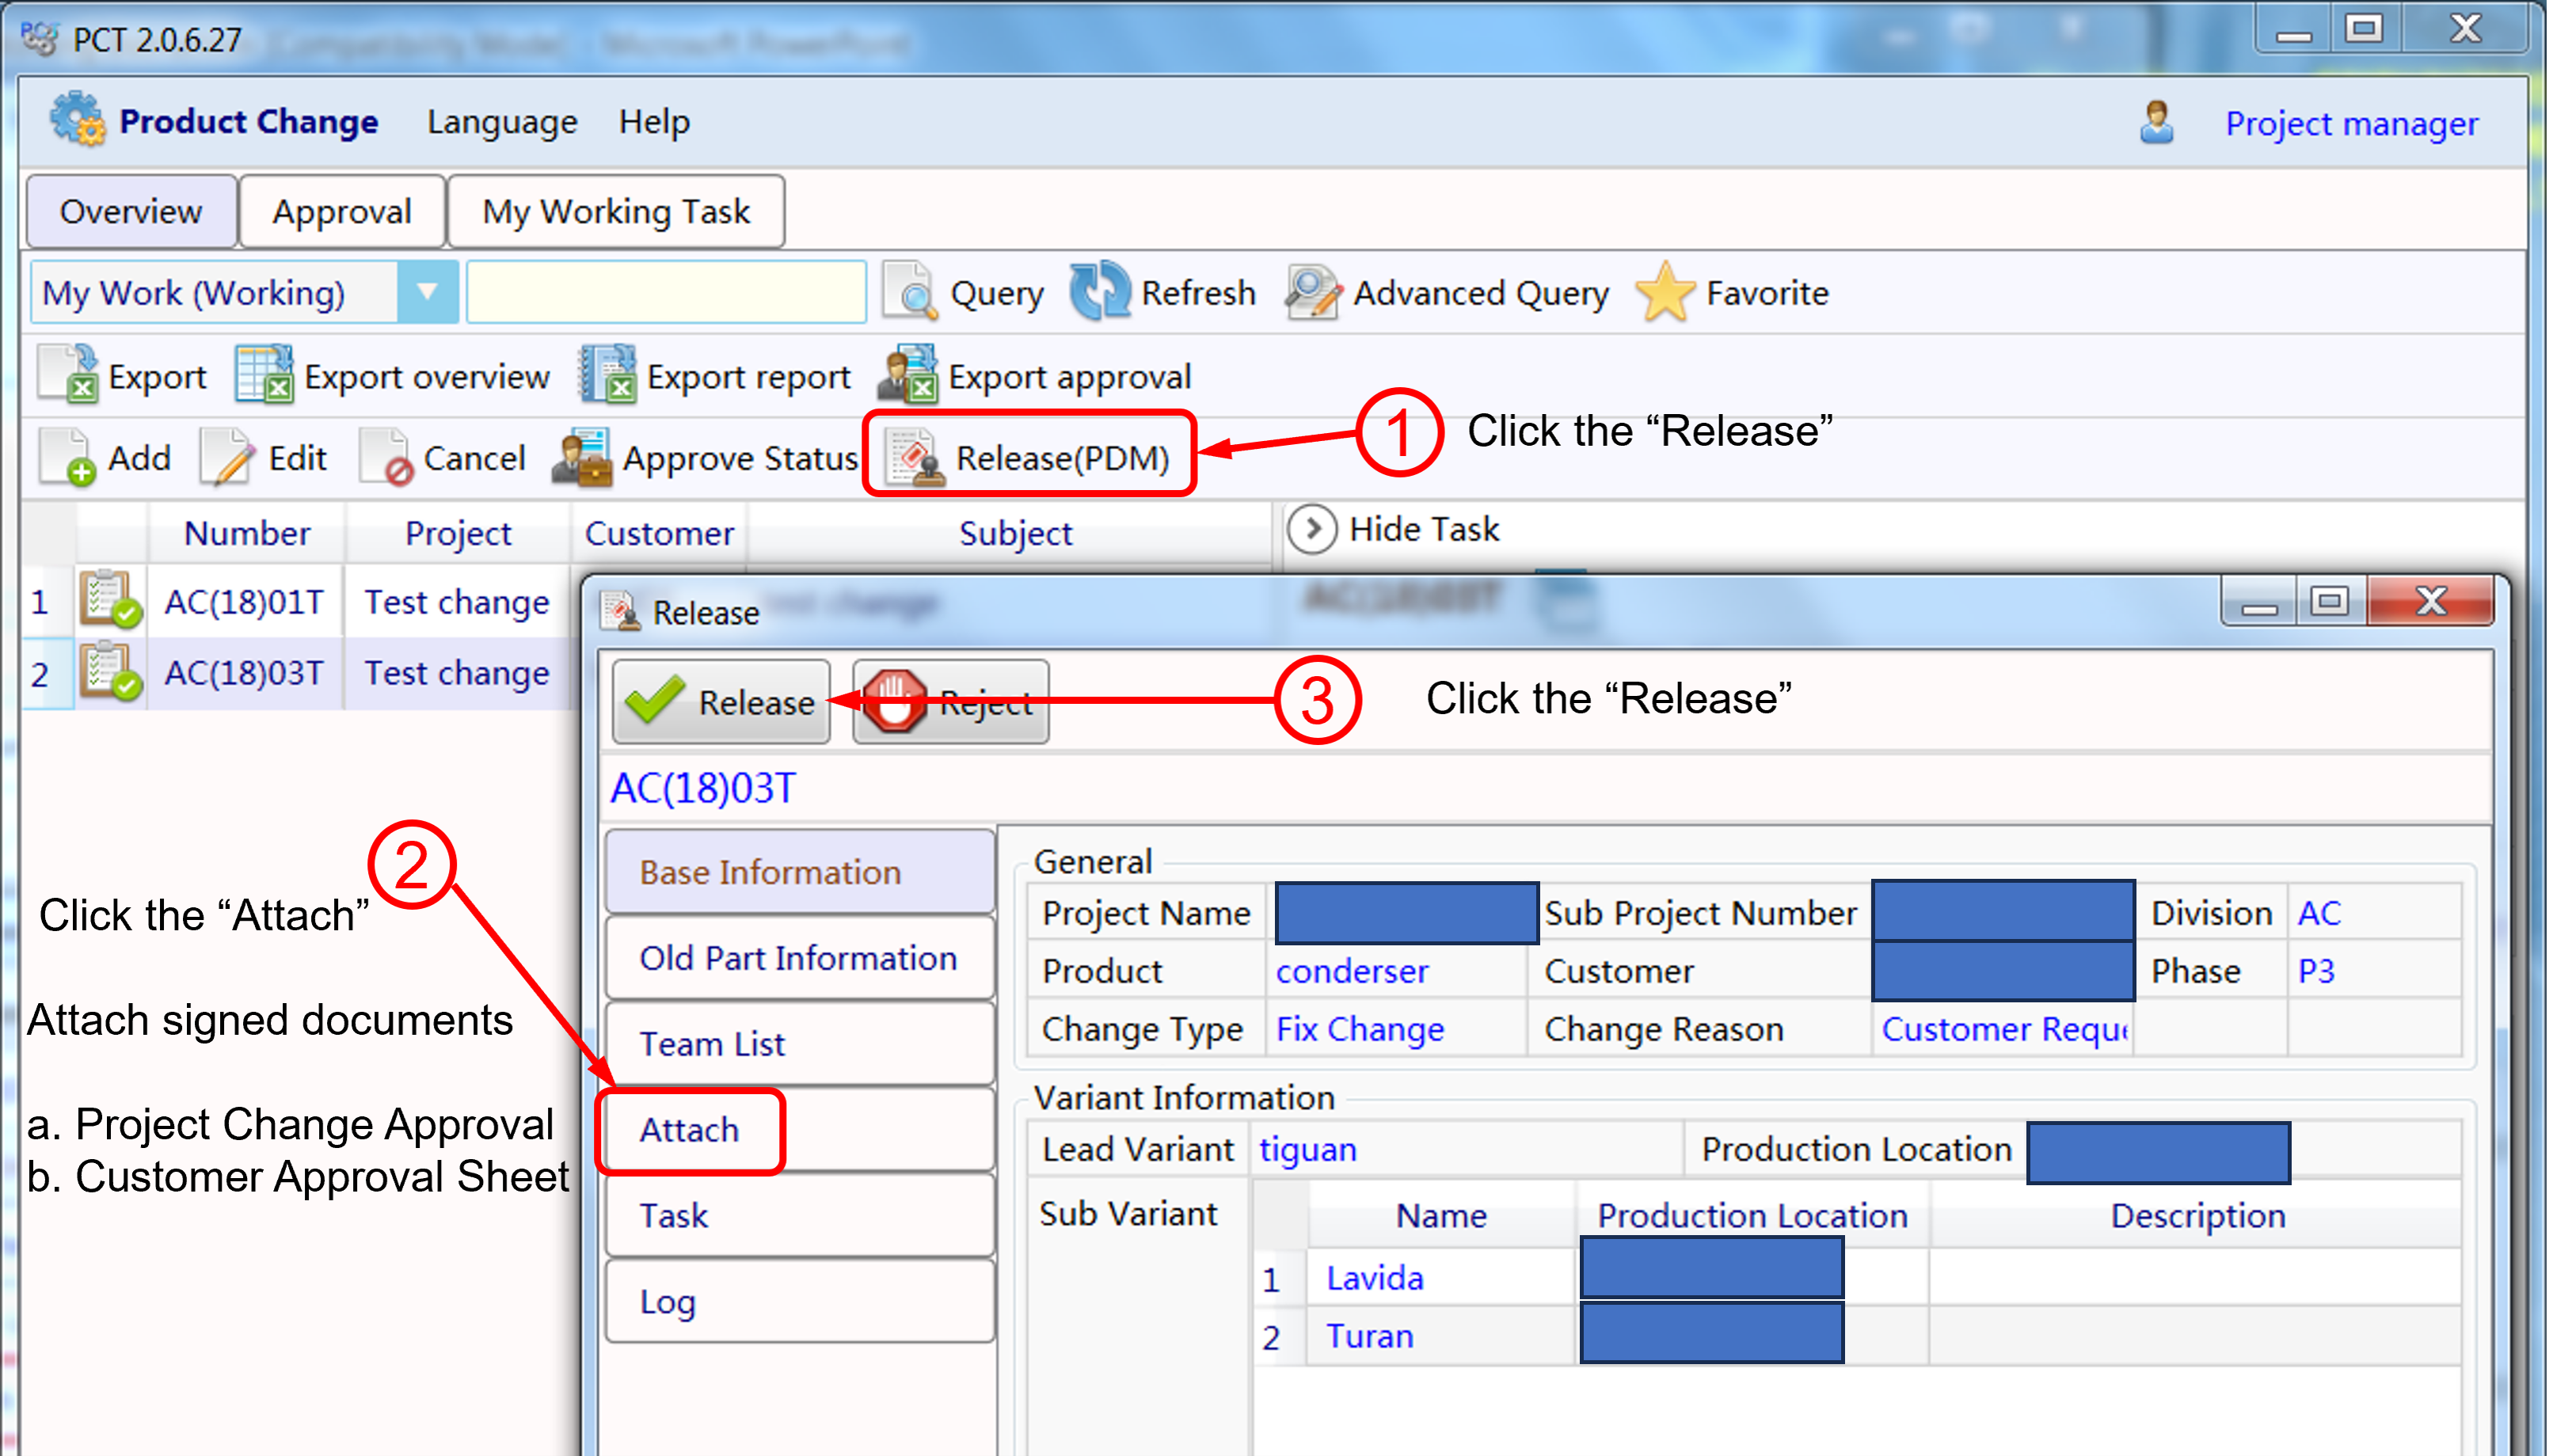 PCT 2.0.6.27
Product Change Language Help Project manager
Overview Approval My Working Task
My Work (Working) Query Refresh Advanced Query Favorite
Export Export overview Export report Export approval
Add Edit Cancel Approve Status Release(PDM) 1 Click the “Release”
Number Project Customer Subject Hide Task
1 AC(18)01T Test change
2 AC(18)03T Test change
Release
Release Reject 3 Click the “Release”
AC(18)03T
2
Click the “Attach”
Attach signed documents
a. Project Change Approval
b. Customer Approval Sheet
Base Information
Old Part Information
Team List
Attach
Task
Log
General
Project Name Sub Project Number Division AC
Product conderser Customer Phase P3
Change Type Fix Change Change Reason Customer Reque
Variant Information
Lead Variant tiguan Production Location
Sub Variant Name Production Location Description
1 Lavida
2 Turan